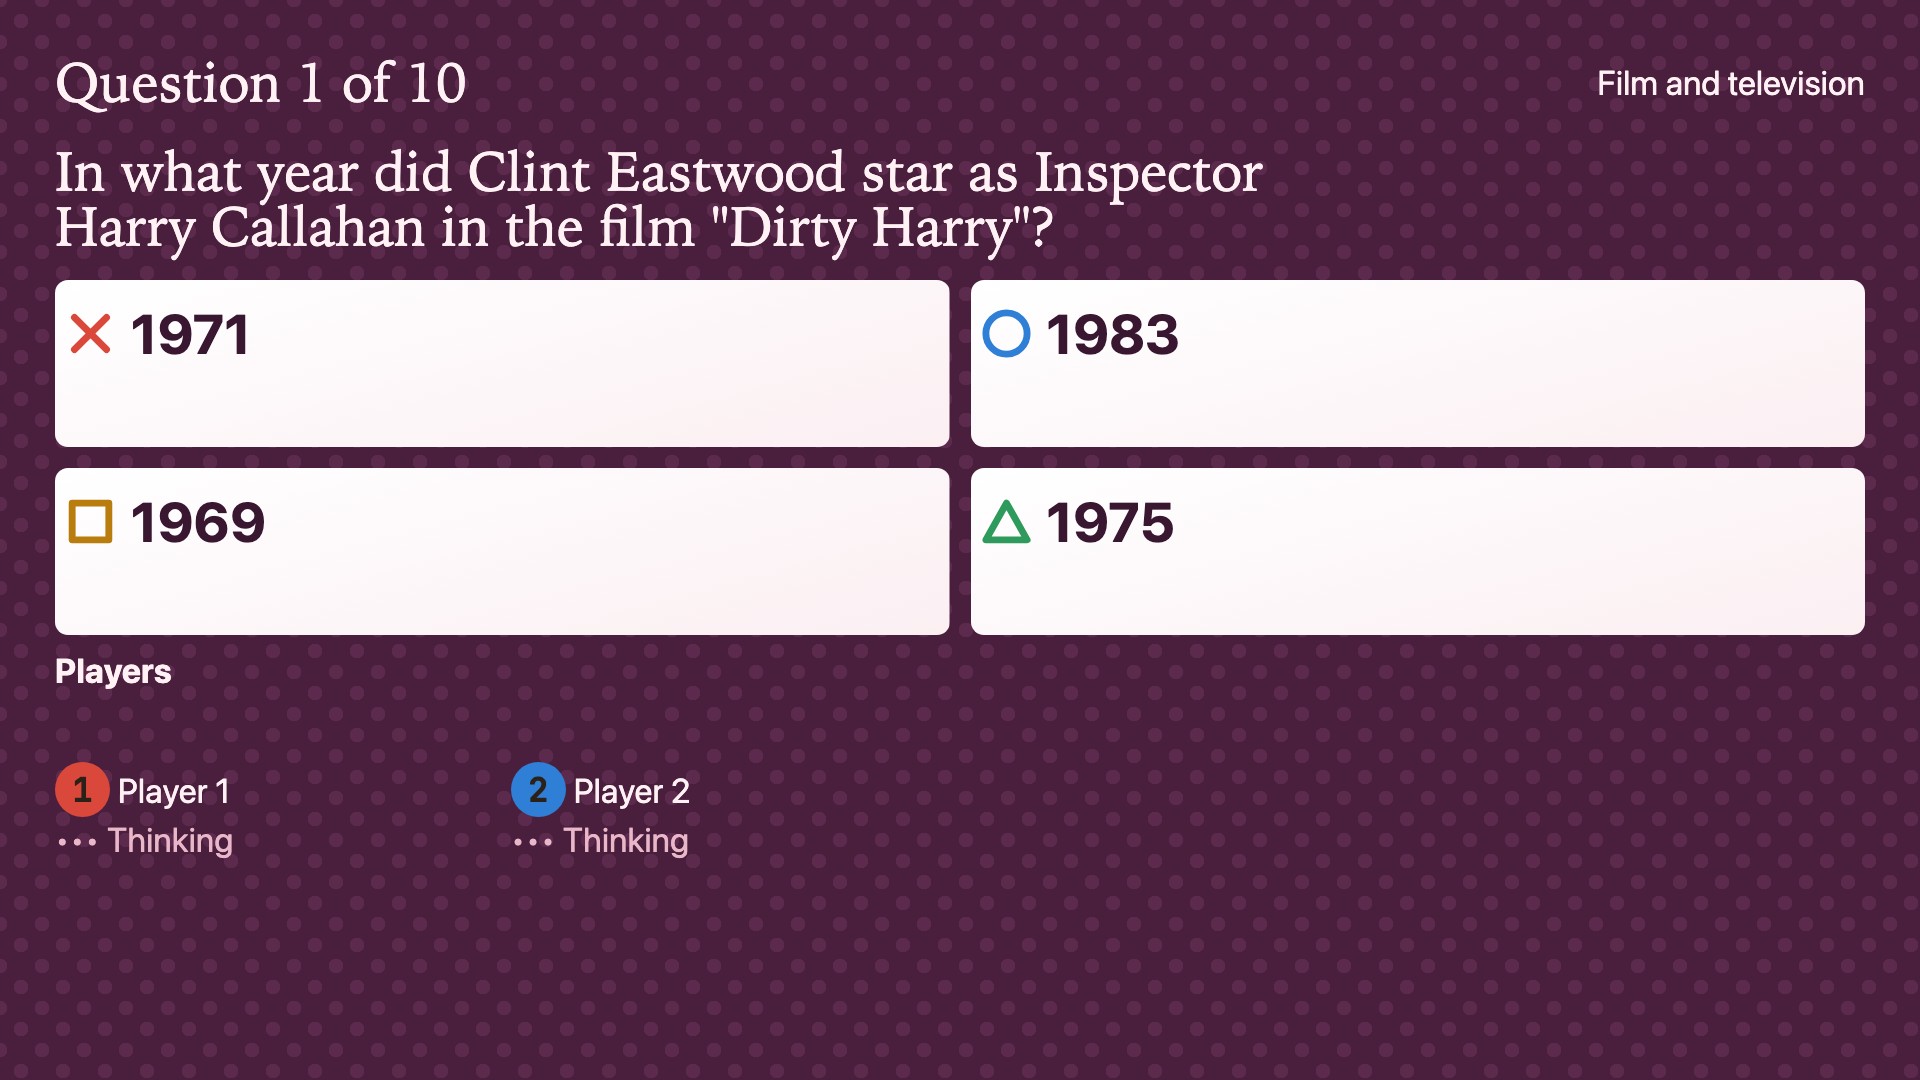 Question 1 of 10
Film and television
In what year did Clint Eastwood star as Inspector
Harry Callahan in the film "Dirty Harry"?
1971
1983
1969
1975
Players
1 Player 1
... Thinking
2 Player 2
... Thinking